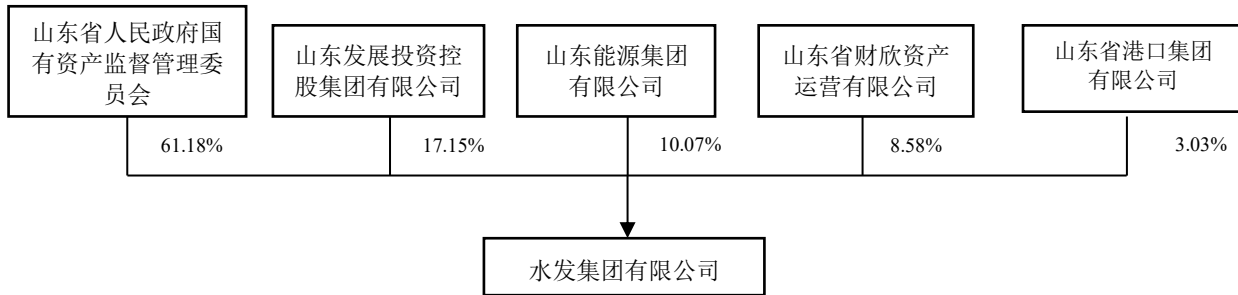 山东省人民政府国
有资产监督管理委
员会
山东发展投资控
股集团有限公司
山东能源集团
有限公司
山东省财欣资产
运营有限公司
山东省港口集团
有限公司
61.18%
17.15%
10.07%
8.58%
3.03%
水发集团有限公司